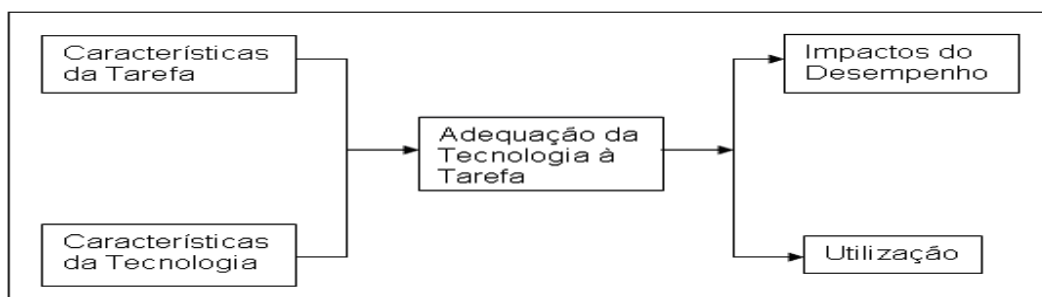 Características
da Tarefa
Impactos do
Desempenho
Adequação da
Tecnologia à
Tarefa
Características
da Tecnologia
Utilização